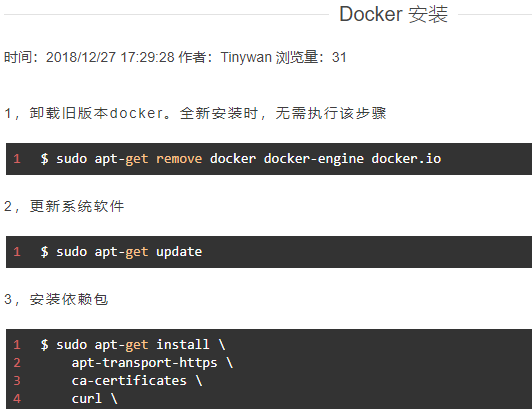 Docker 安装
时间：2018/12/27 17:29:28 作者：Tinywan 浏览量：31
1，卸载旧版本docker。全新安装时，无需执行该步骤
1 $ sudo apt-get remove docker docker-engine docker.io
2，更新系统软件
1 $ sudo apt-get update
3，安装依赖包
1 $ sudo apt-get install \
2 apt-transport-https \
3 ca-certificates \
4 curl \